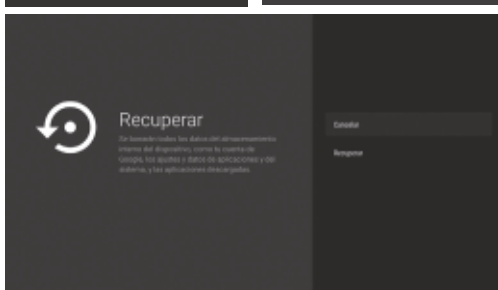 Recuperar
Se borrarán todos los datos del almacenamiento
interno del dispositivo, como tu cuenta de
Google, los ajustes y datos de aplicaciones y del
sistema, y las aplicaciones descargadas.
Cancelar
Recuperar